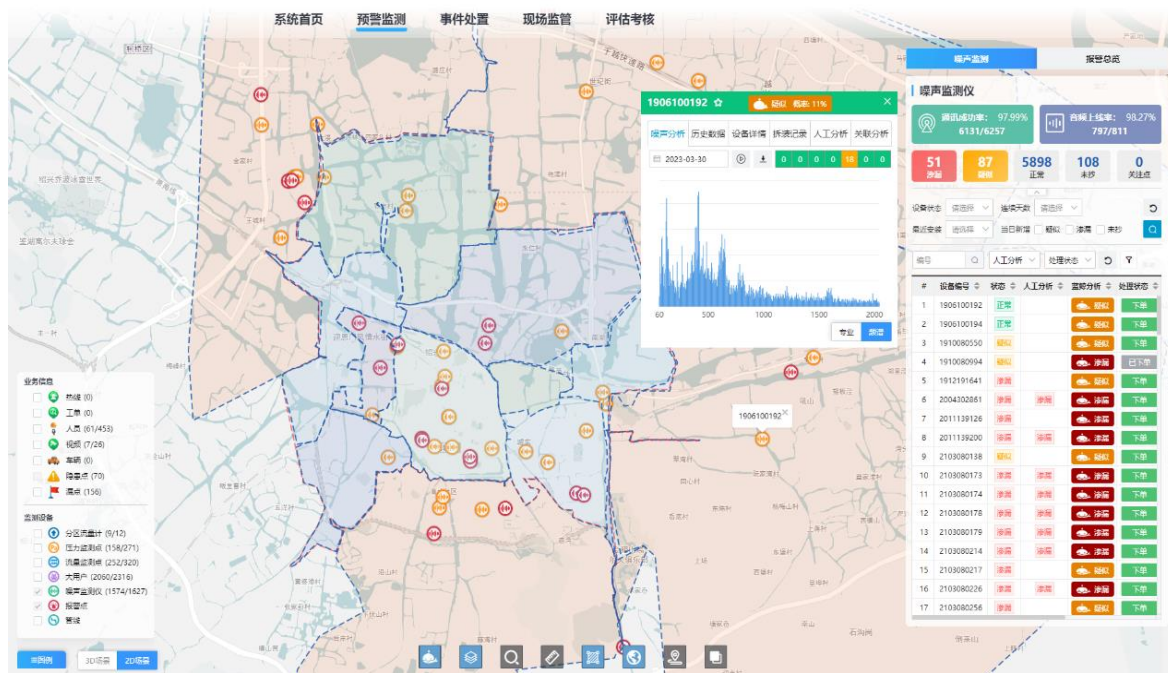 系统首页 预警监测 事件处置 现场监管 评估考核
噪声监测 报警总览
噪声监测仪
通讯成功率: 97.99%
6131/6257
音频上线率: 98.27%
797/811
51 87 5898 108 0
渗漏 疑似 正常 未抄 关注点
设备状态 请选择 连续天数 请选择
最近安装 请选择 当日新增 疑似 渗漏 未抄
编号 人工分析 处理状态
# 设备编号 状态 人工分析 蓝鲸分析 处理状态
1 1906100192 正常 疑似 下单
2 1906100194 正常 疑似 下单
3 1910080550 疑似 疑似 下单
4 1910080994 疑似 渗漏 已下单
5 1912191641 渗漏 疑似 下单
6 2004302861 渗漏 渗漏 渗漏 下单
7 2011139126 渗漏 渗漏 下单
8 2011139200 渗漏 渗漏 渗漏 下单
9 2103080138 疑似 疑似 下单
10 2103080173 渗漏 渗漏 渗漏 下单
11 2103080174 渗漏 渗漏 渗漏 下单
12 2103080178 渗漏 渗漏 渗漏 下单
13 2103080179 渗漏 渗漏 渗漏 下单
14 2103080214 渗漏 渗漏 渗漏 下单
15 2103080217 渗漏 疑似 下单
16 2103080226 渗漏 渗漏 渗漏 下单
17 2103080256 渗漏 疑似 下单
1906100192 疑似 概率: 11%
噪声分析 历史数据 设备详情 拆装记录 人工分析 关联分析
2023-03-30 0 0 0 0 18 0 0
60 500 1000 1500 2000
专业 频谱
1906100192
柯桥区
于越快速路
世纪街
石沟闸
业务信息
热线 (0)
工单 (0)
人员 (61/453)
视频 (7/26)
车辆 (0)
隐患点 (70)
漏点 (156)
监测设备
分区流量计 (9/12)
压力监测点 (158/271)
流量监测点 (252/320)
大用户 (2060/2316)
噪声监测仪 (1574/1627)
报警点
管线
图例 3D场景 2D场景